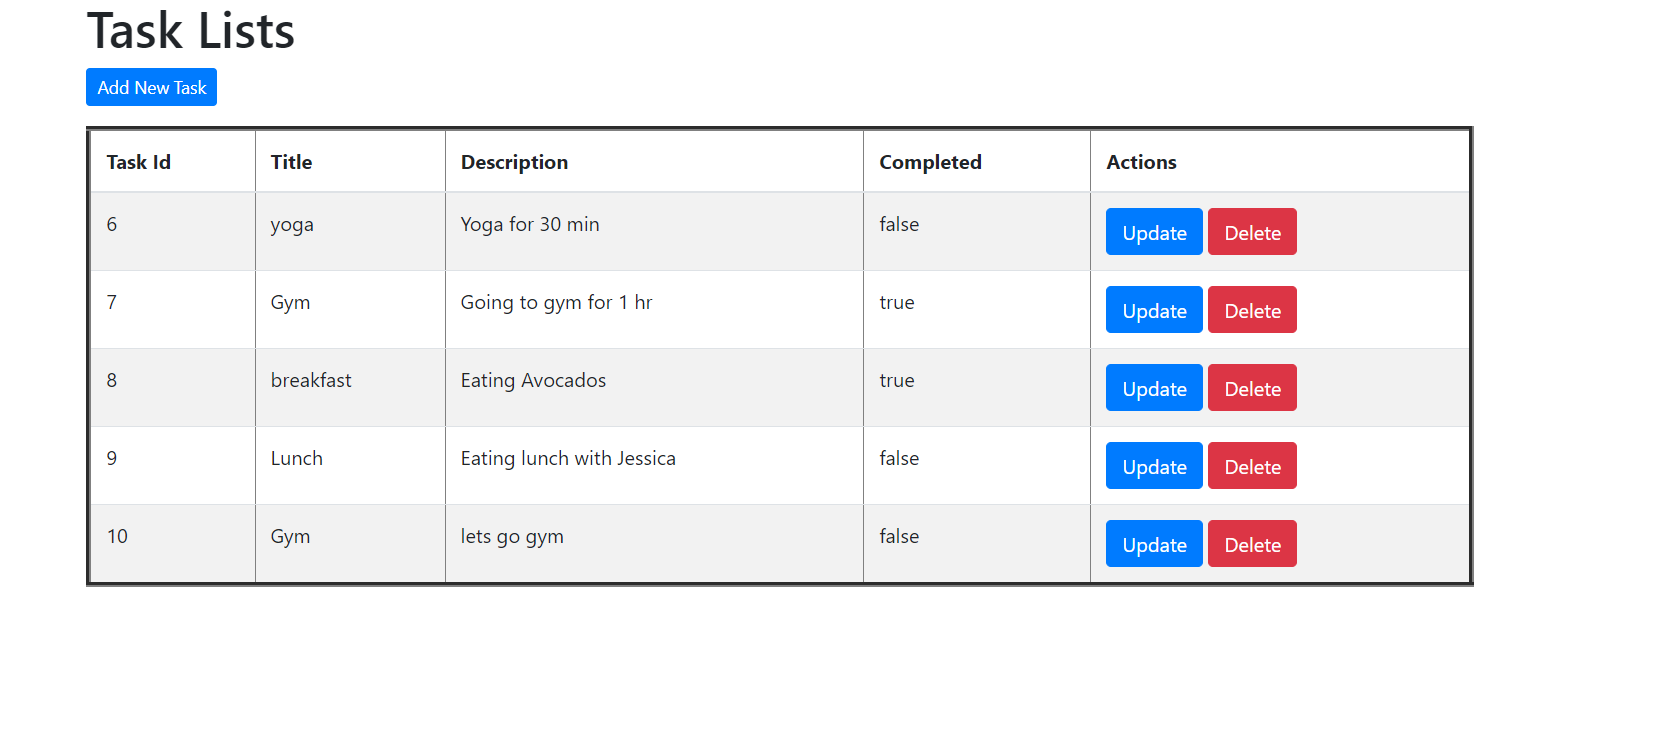 Task Lists
Add New Task
Task Id Title Description Completed Actions
6 yoga Yoga for 30 min false Update Delete
7 Gym Going to gym for 1 hr true Update Delete
8 breakfast Eating Avocados true Update Delete
9 Lunch Eating lunch with Jessica false Update Delete
10 Gym lets go gym false Update Delete